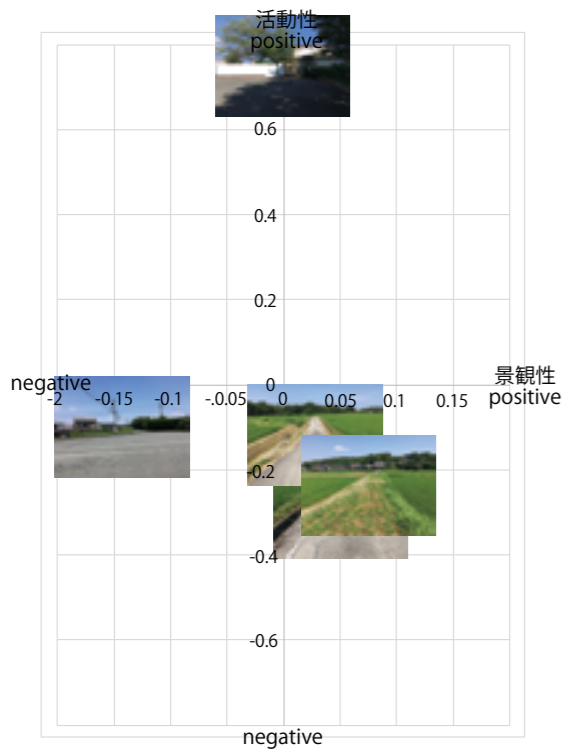 活動性
positive
0.6
0.4
0.2
negative
0
景観性
positive
-2
-0.15
-0.1
-.0.05
0
0.05
0.1
0.15
-0.2
-0.4
-0.6
negative